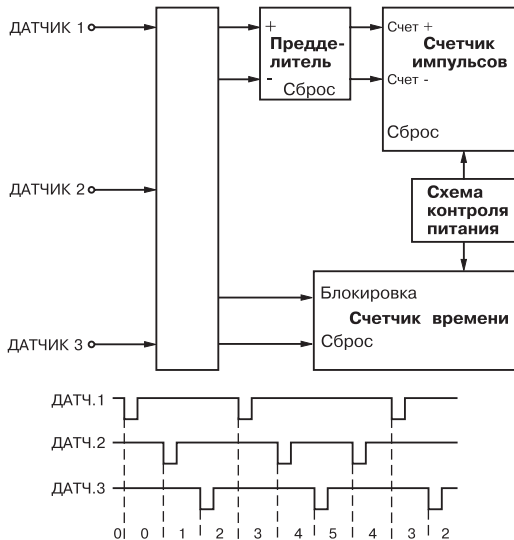 ДАТЧИК 1
ДАТЧИК 2
ДАТЧИК 3
+
Предде-
литель
-
Сброс
Счет +
Счетчик
импульсов
Счет -
Сброс
Схема
контроля
питания
Блокировка
Счетчик времени
Сброс
ДАТЧ.1
ДАТЧ.2
ДАТЧ.3
0 0 1 2 3 4 5 4 3 2